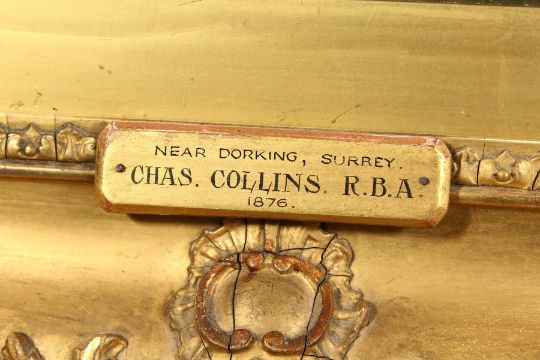 NEAR DORKING, SURREY.
CHAS. COLLINS. R.B.A.
1876.